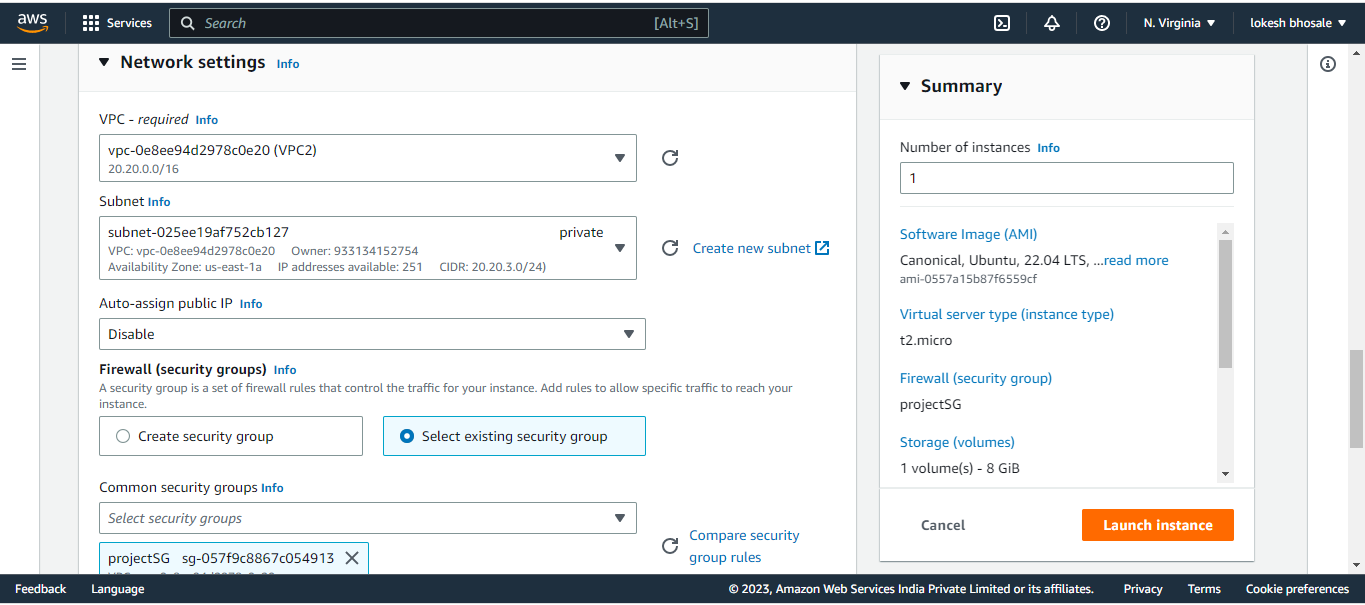 aws
Services
Search
[Alt+S]
N. Virginia
lokesh bhosale
Network settings Info
VPC - required Info
vpc-0e8ee94d2978c0e20 (VPC2)
20.20.0.0/16
Subnet Info
subnet-025ee19af752cb127 private
VPC: vpc-0e8ee94d2978c0e20 Owner: 933134152754
Availability Zone: us-east-1a IP addresses available: 251 CIDR: 20.20.3.0/24)
Create new subnet
Auto-assign public IP Info
Disable
Firewall (security groups) Info
A security group is a set of firewall rules that control the traffic for your instance. Add rules to allow specific traffic to reach your
instance.
Create security group
Select existing security group
Common security groups Info
Select security groups
projectSG sg-057f9c8867c054913
Compare security
group rules
Summary
Number of instances Info
1
Software Image (AMI)
Canonical, Ubuntu, 22.04 LTS, ...read more
ami-0557a15b87f6559cf
Virtual server type (instance type)
t2.micro
Firewall (security group)
projectSG
Storage (volumes)
1 volume(s) - 8 GiB
Cancel
Launch instance
Feedback
Language
© 2023, Amazon Web Services India Private Limited or its affiliates.
Privacy
Terms
Cookie preferences